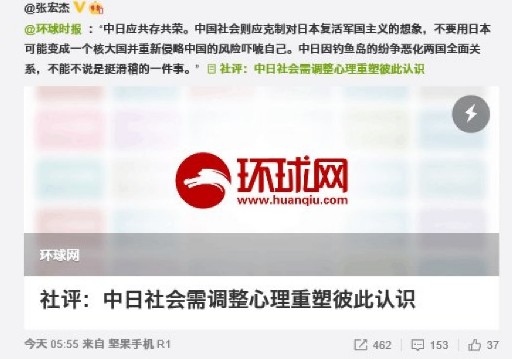 @张宏杰
@环球时报：“中日应共存共荣。中国社会则应克制对日本复活军国主义的想象，不要用日本
可能变成一个核大国并重新侵略中国的风险吓唬自己。中日因钓鱼岛的纷争恶化两国全面关
系，不能不说是挺滑稽的一件事。” 社评：中日社会需调整心理重塑彼此认识
环球网
www.huanqiu.com
环球网
社评：中日社会需调整心理重塑彼此认识
今天 05:55 来自 坚果手机 R1 462 153 37